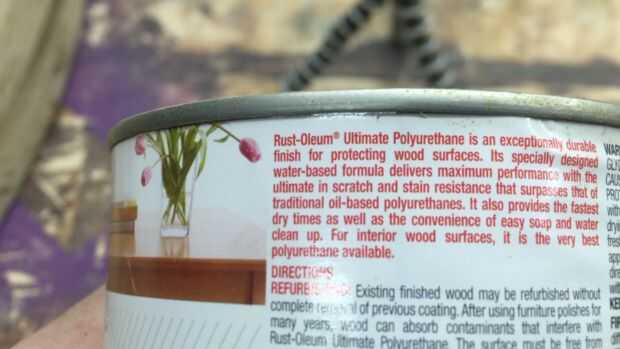 Rust-Oleum® Ultimate Polyurethane is an exceptionally durable
finish for protecting wood surfaces. Its specially designed
water-based formula delivers maximum performance with the
ultimate in scratch and stain resistance that surpasses that of
traditional oil-based polyurethanes. It also provides the fastest
dry times as well as the convenience of easy soap and water
clean up. For interior wood surfaces, it is the very best
polyurethane available.
DIRECTIONS
REFURBISHING: Existing finished wood may be refurbished without
complete removal of previous coating. After using furniture polishes for
many years, wood can absorb contaminants that interfere with
Rust-Oleum Ultimate Polyurethane. The surface must be free from